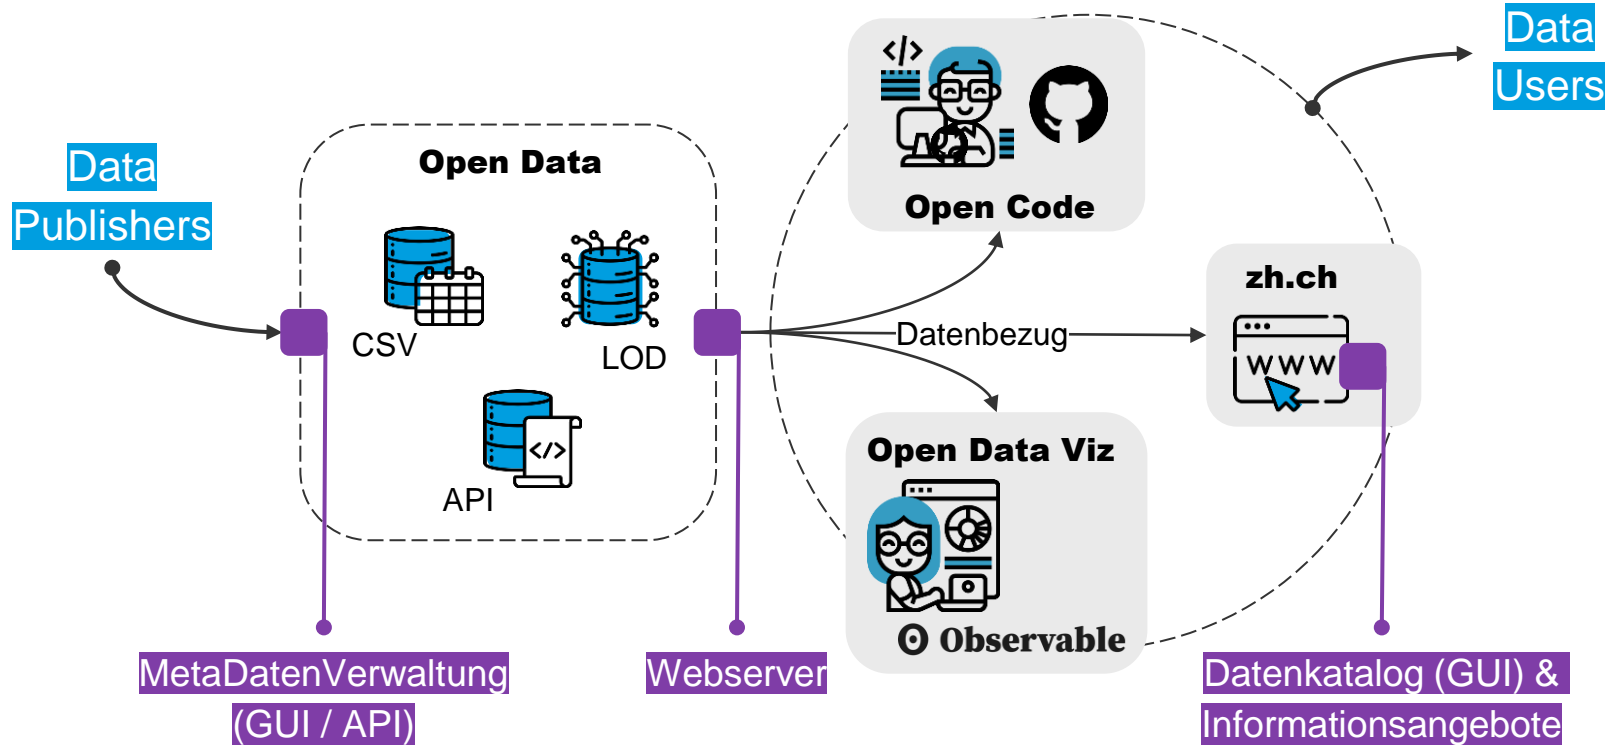 Data
Publishers
Open Data
CSV
LOD
</>
API
</>
Open Code
Datenbezug
zh.ch
WWW
Open Data Viz
Observable
Data
Users
MetaDatenVerwaltung
(GUI / API)
Webserver
Datenkatalog (GUI) &
Informationsangebote